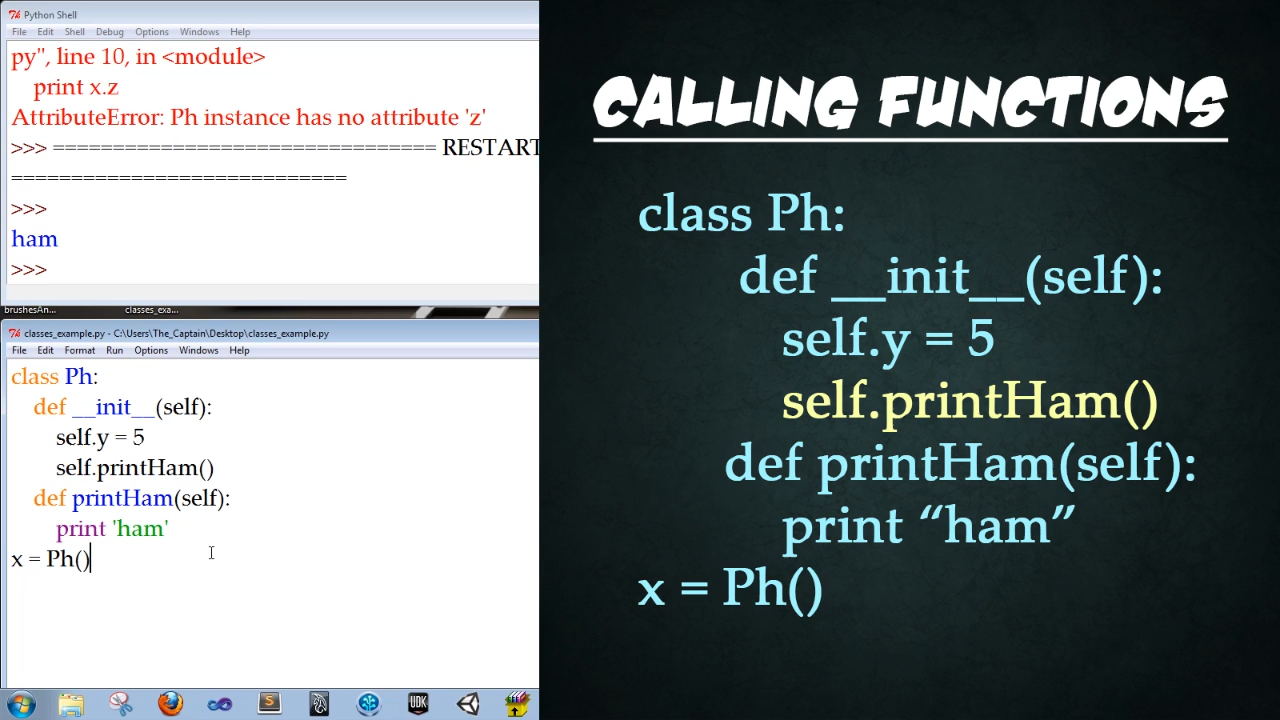 Python Shell
File Edit Shell Debug Options Windows Help
py", line 10, in <module>
print x.z
AttributeError: Ph instance has no attribute 'z'
>>> ================================ RESTART
============================
>>>
ham
>>>
brushesAn... classes_exa...
classes_example.py - C:\Users\The_Captain\Desktop\classes_example.py
File Edit Format Run Options Windows Help
class Ph:
def __init__(self):
self.y = 5
self.printHam()
def printHam(self):
print 'ham'
x = Ph()
UDK
CALLING FUNCTIONS
class Ph:
def __init__(self):
self.y = 5
self.printHam()
def printHam(self):
print “ham”
x = Ph()